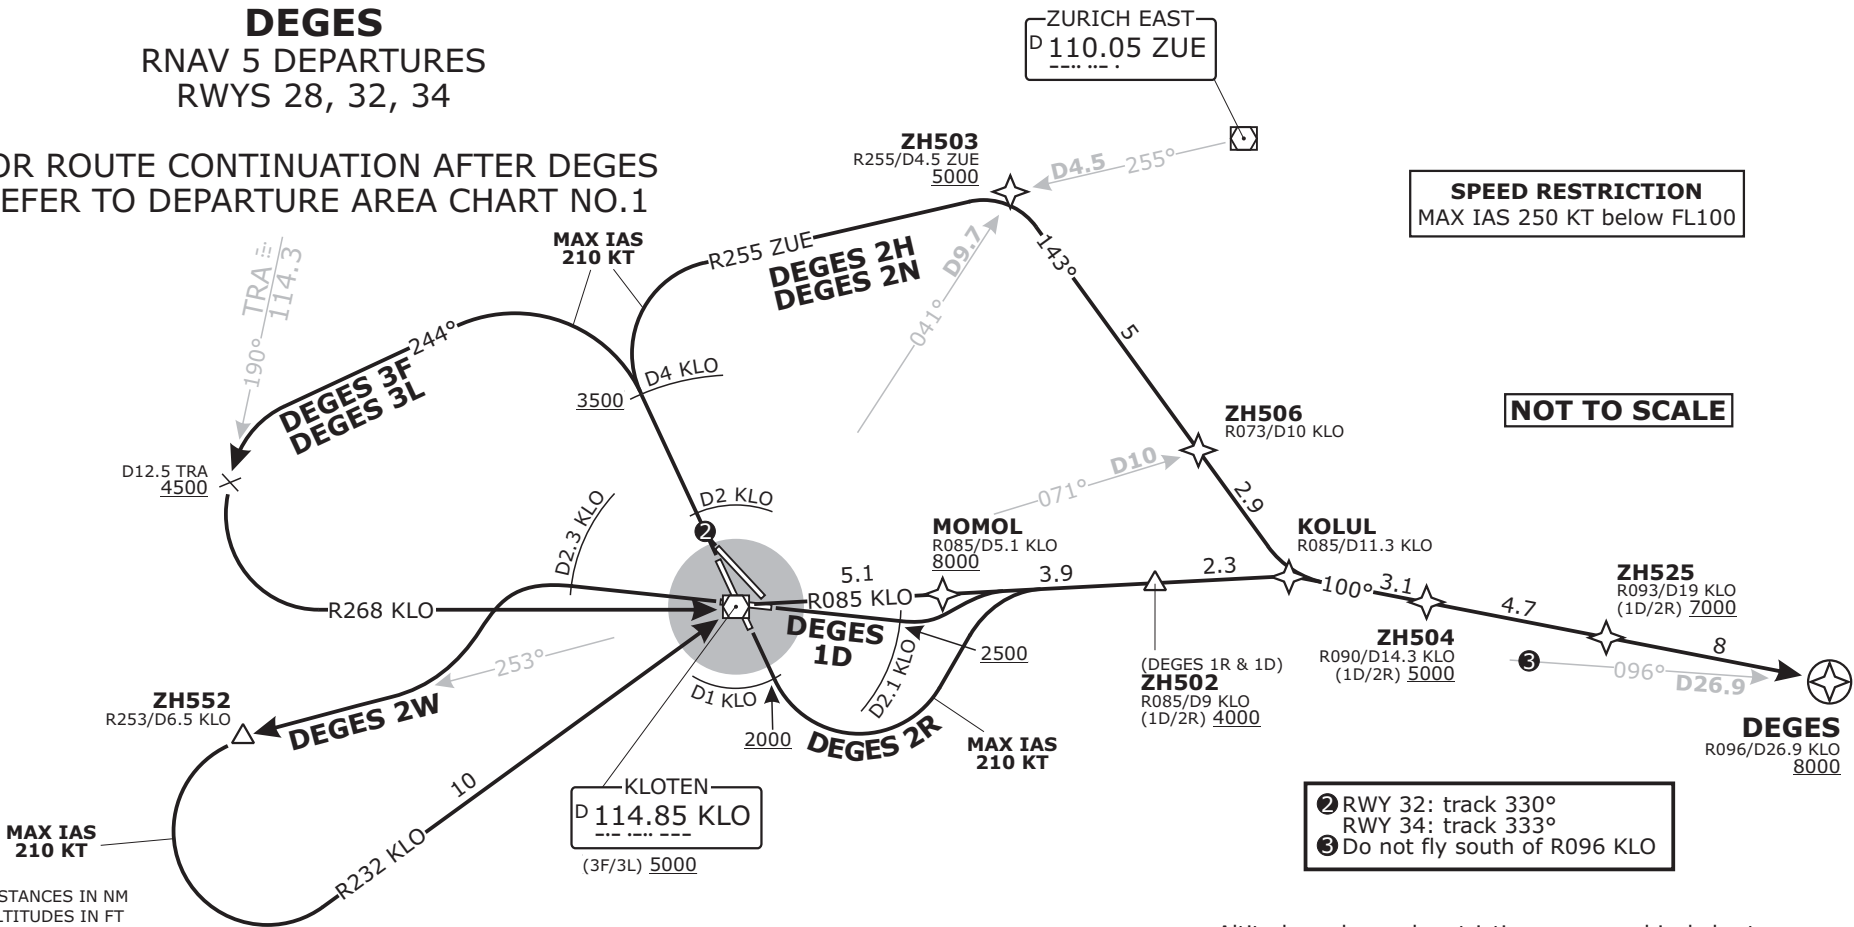 DEGES
RNAV 5 DEPARTURES
RWYS 28, 32, 34
OR ROUTE CONTINUATION AFTER DEGES
EFER TO DEPARTURE AREA CHART NO.1
ZURICH EAST
D 110.05 ZUE
ZH503
R255/D4.5 ZUE
5000
D4.5 255°
SPEED RESTRICTION
MAX IAS 250 KT below FL100
TRA
114.3
190°
MAX IAS
210 KT
R255 ZUE
DEGES 2H
DEGES 2N
D9.7
041°
143°
5
244°
DEGES 3F
DEGES 3L
D4 KLO
3500
NOT TO SCALE
ZH506
R073/D10 KLO
D12.5 TRA
4500
D10
071°
2.9
D2 KLO
2
D2.3 KLO
MOMOL
R085/D5.1 KLO
8000
KOLUL
R085/D11.3 KLO
5.1
3.9
2.3
R085 KLO
100°
3.1
4.7
8
ZH525
R093/D19 KLO
(1D/2R) 7000
R268 KLO
DEGES
1D
2500
D2.1 KLO
ZH504
R090/D14.3 KLO
(1D/2R) 5000
3
096°
D26.9
253°
(DEGES 1R & 1D)
ZH502
R085/D9 KLO
(1D/2R) 4000
ZH552
R253/D6.5 KLO
DEGES 2W
D1 KLO
2000
DEGES 2R
MAX IAS
210 KT
DEGES
R096/D26.9 KLO
8000
10
R232 KLO
KLOTEN
D 114.85 KLO
(3F/3L) 5000
MAX IAS
210 KT
2 RWY 32: track 330°
RWY 34: track 333°
3 Do not fly south of R096 KLO
STANCES IN NM
LTITUDES IN FT